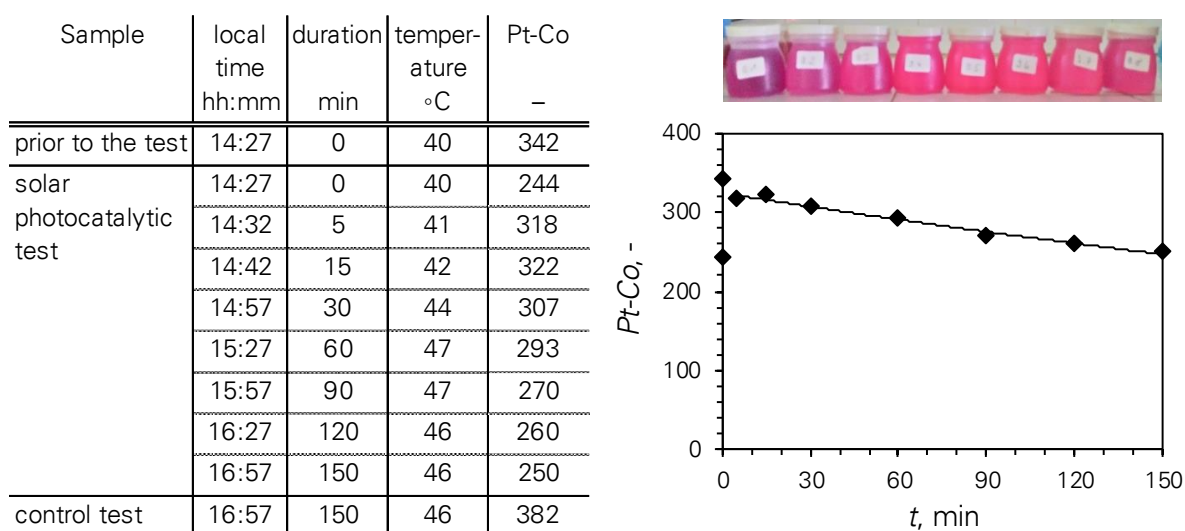 Sample local duration temper- Pt-Co
time ature
hh:mm min ◦C –
prior to the test 14:27 0 40 342
solar 14:27 0 40 244
photocatalytic 14:32 5 41 318
test
14:42 15 42 322
14:57 30 44 307
15:27 60 47 293
15:57 90 47 270
16:27 120 46 260
16:57 150 46 250
control test 16:57 150 46 382
400
300
200
100
0
Pt-Co, -
0 30 60 90 120 150
t, min